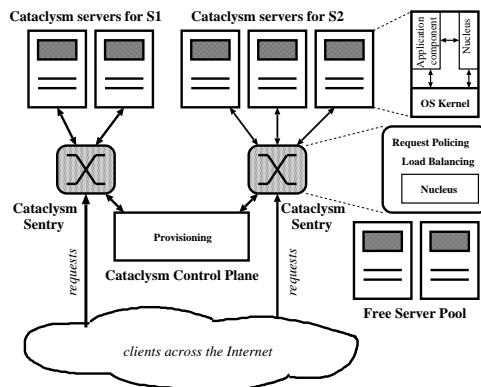 Cataclysm servers for S1
Cataclysm servers for S2
Application
component
Nucleus
OS Kernel
Request Policing
Load Balancing
Nucleus
Cataclysm
Sentry
Cataclysm
Sentry
Provisioning
Cataclysm Control Plane
requests
requests
Free Server Pool
clients across the Internet